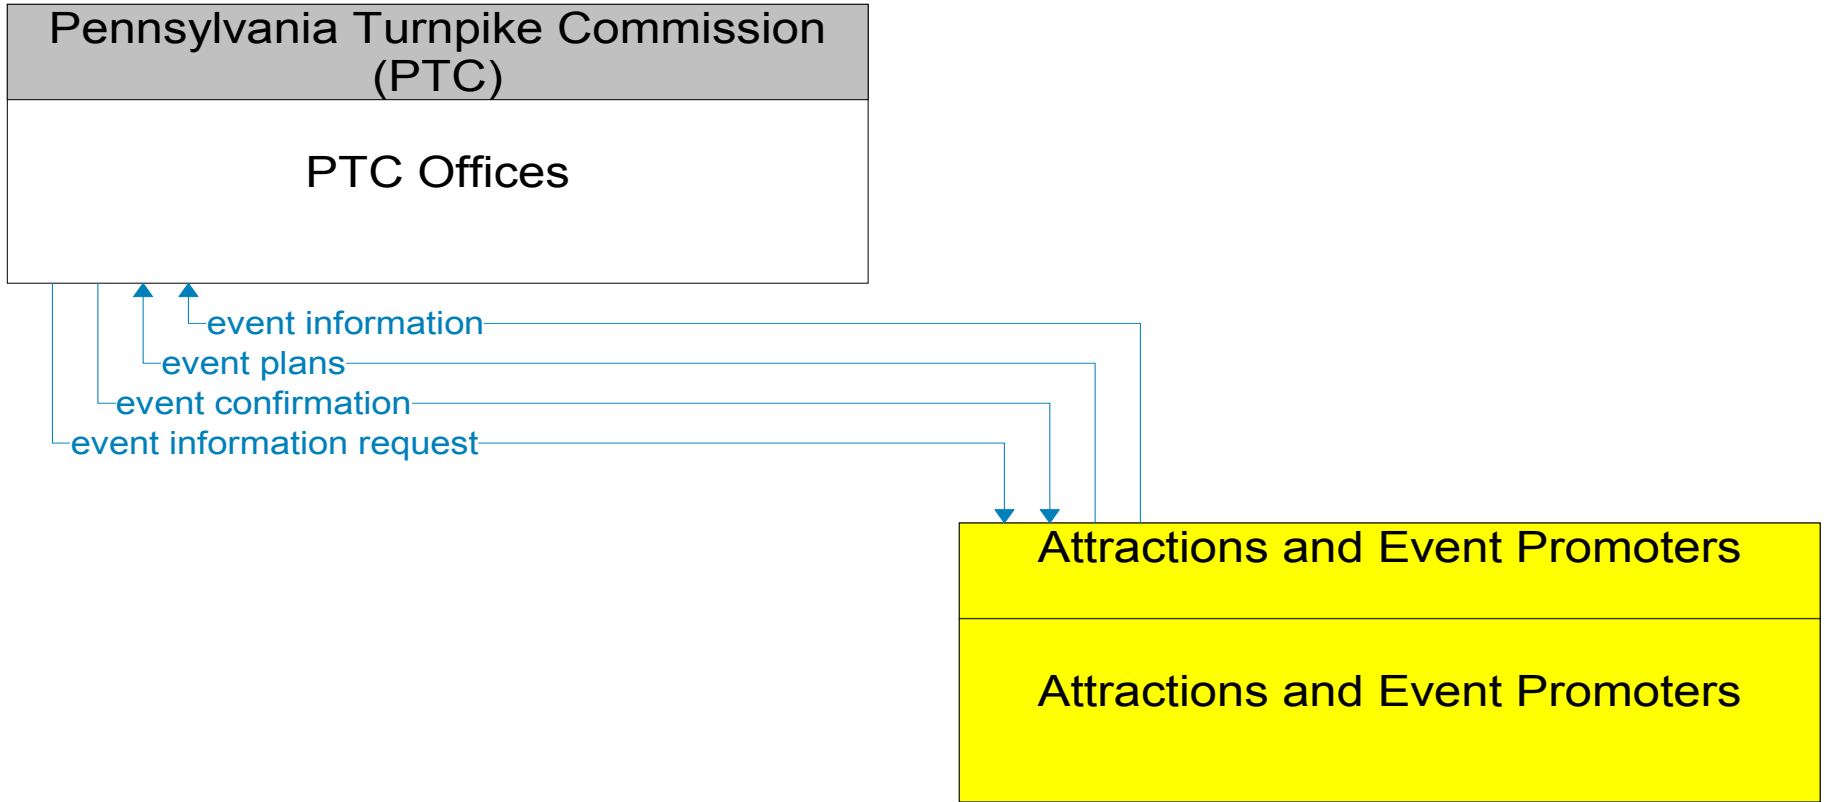 Pennsylvania Turnpike Commission
(PTC)
PTC Offices
event information
event plans
event confirmation
event information request
Attractions and Event Promoters
Attractions and Event Promoters